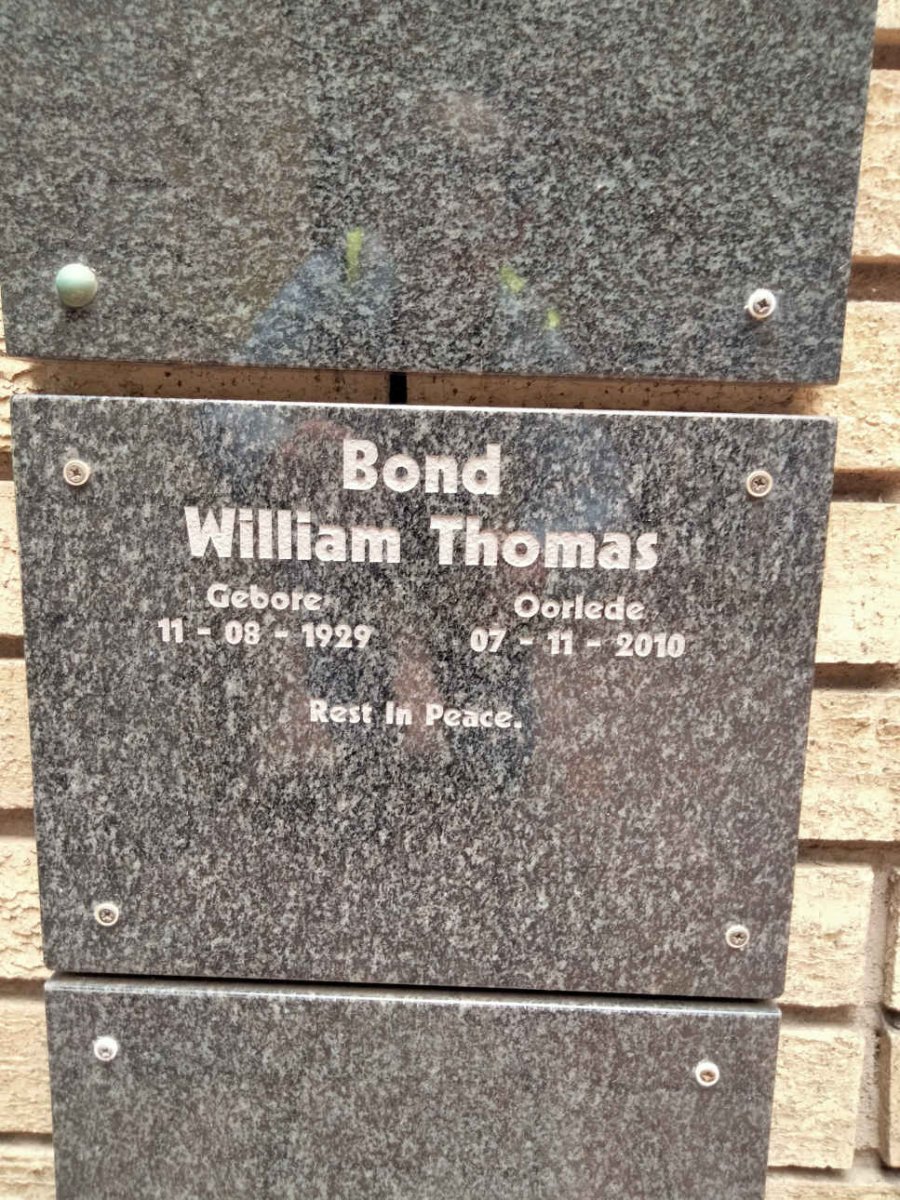 Bond
William Thomas
Gebore Oorlede
11 - 08 - 1929 07 - 11 - 2010
Rest In Peace.